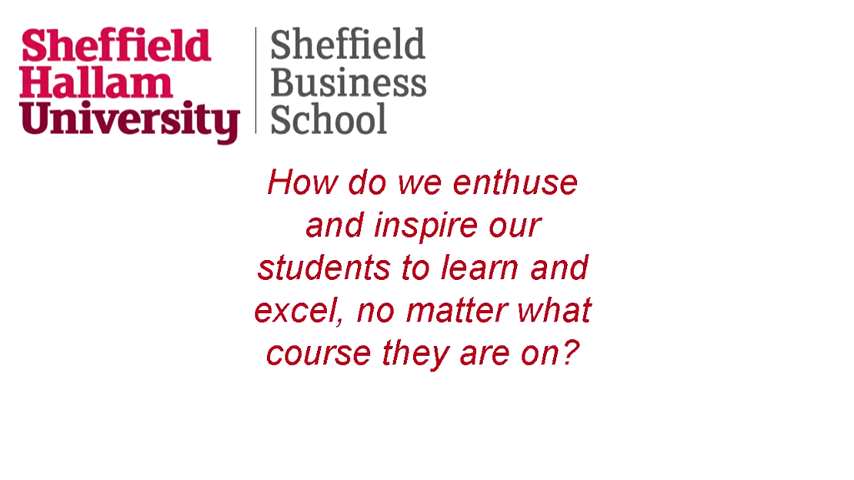 Sheffield
Hallam
University
Sheffield
Business
School
How do we enthuse
and inspire our
students to learn and
excel, no matter what
course they are on?